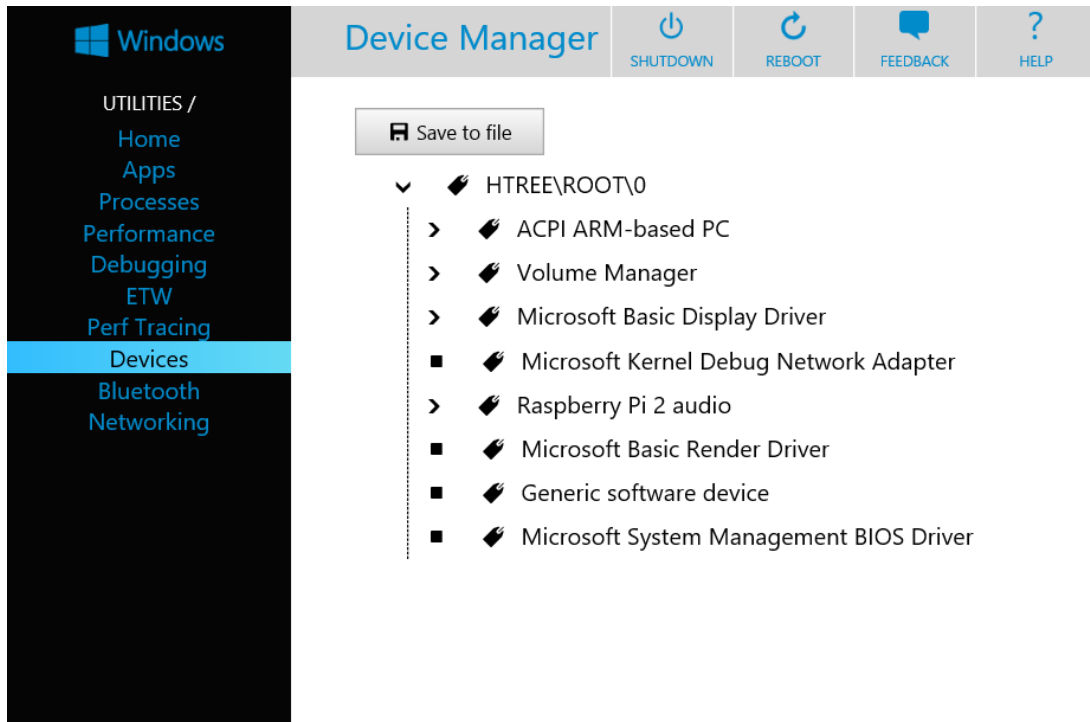 Windows
Device Manager
SHUTDOWN
REBOOT
FEEDBACK
?
HELP
UTILITIES /
Home
Apps
Processes
Performance
Debugging
ETW
Perf Tracing
Devices
Bluetooth
Networking
Save to file
HTREE\ROOT\0
ACPI ARM-based PC
Volume Manager
Microsoft Basic Display Driver
Microsoft Kernel Debug Network Adapter
Raspberry Pi 2 audio
Microsoft Basic Render Driver
Generic software device
Microsoft System Management BIOS Driver